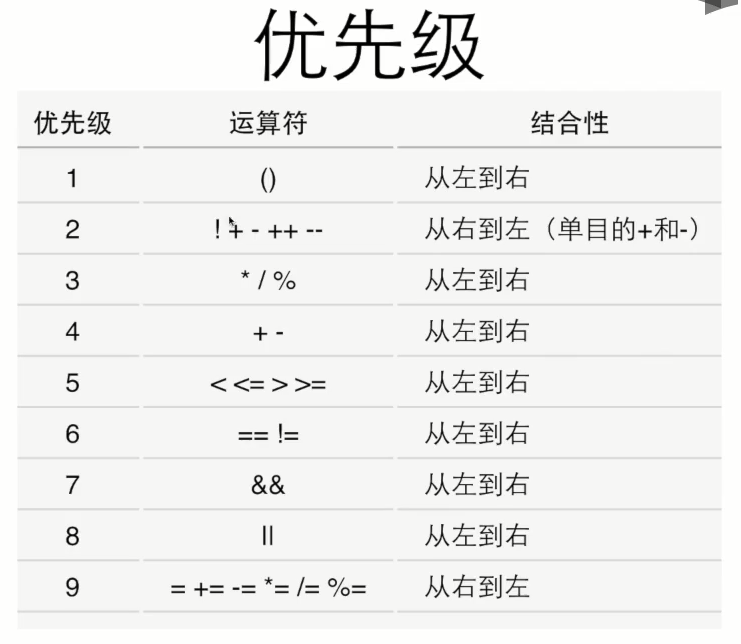 优先级
优先级 运算符 结合性
1 () 从左到右
2 ! + - ++ -- 从右到左（单目的+和-）
3 * / % 从左到右
4 + - 从左到右
5 < <= > >= 从左到右
6 == != 从左到右
7 && 从左到右
8 || 从左到右
9 = += -= *= /= %= 从右到左